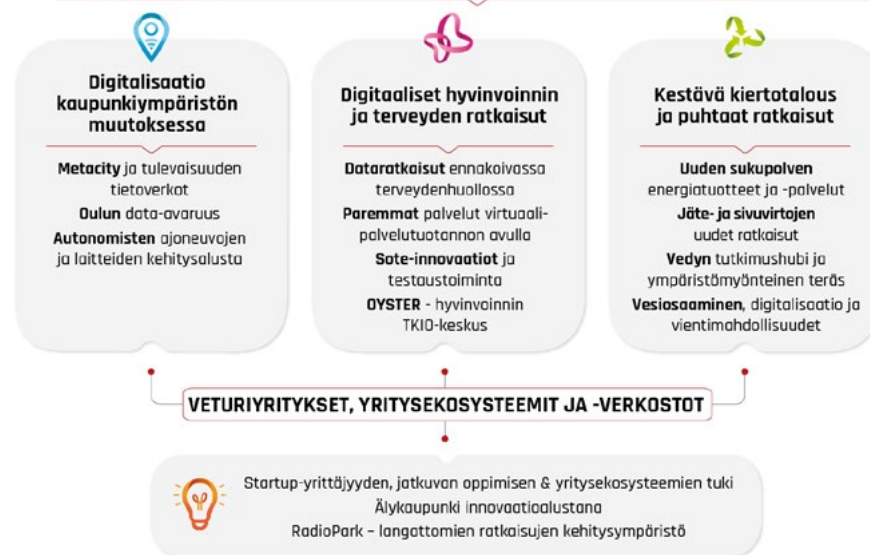 Digitalisaatio
kaupunkiympäristön
muutoksessa
Metacity ja tulevaisuuden
tietoverkot
Oulun data-avaruus
Autonomisten ajoneuvojen
ja laitteiden kehitysalusta
Digitaaliset hyvinvoinnin
ja terveyden ratkaisut
Dataratkaisut ennakoivassa
terveydenhuollossa
Paremmat palvelut virtuaali-
palvelutuotannon avulla
Sote-innovaatiot ja
testaustoiminta
OYSTER - hyvinvoinnin
TKIO-keskus
Kestävä kiertotalous
ja puhtaat ratkaisut
Uuden sukupolven
energiatuotteet ja -palvelut
Jäte- ja sivuvirtojen
uudet ratkaisut
Vedyn tutkimushubi ja
ympäristömyönteinen teräs
Vesiosaaminen, digitalisaatio ja
vientimahdollisuudet
VETURIYRITYKSET, YRITYSEKOSYSTEEMIT JA -VERKOSTOT
Startup-yrittäjyyden, jatkuvan oppimisen & yritysekosysteemien tuki
Älykaupunki innovaatioalustana
RadioPark – langattomien ratkaisujen kehitysympäristö